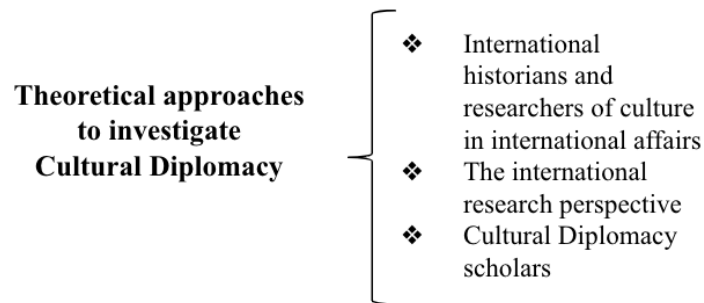 Theoretical approaches
to investigate
Cultural Diplomacy
❖ International
historians and
researchers of culture
in international affairs
❖ The international
research perspective
❖ Cultural Diplomacy
scholars